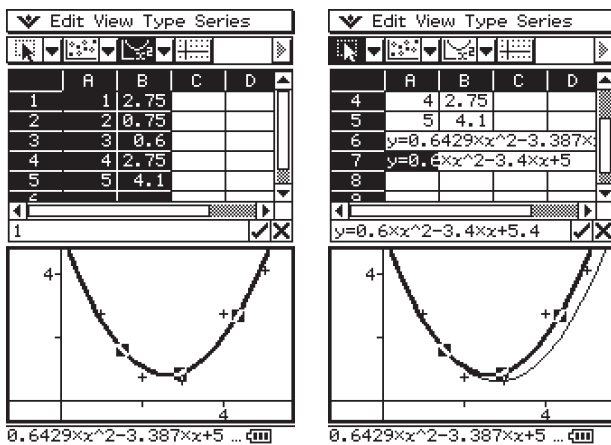 Edit View Type Series
A B C D
1 1 2.75
2 2 0.75
3 3 0.6
4 4 2.75
5 5 4.1
1
4
0.6429×x^2-3.387×x+5 ...
Edit View Type Series
A B C D
4 4 2.75
5 5 4.1
6 y=0.6429×x^2-3.387×
7 y=0.6×x^2-3.4×x+5
8
y=0.6×x^2-3.4×x+5.4
4
4
0.6429×x^2-3.387×x+5 ...